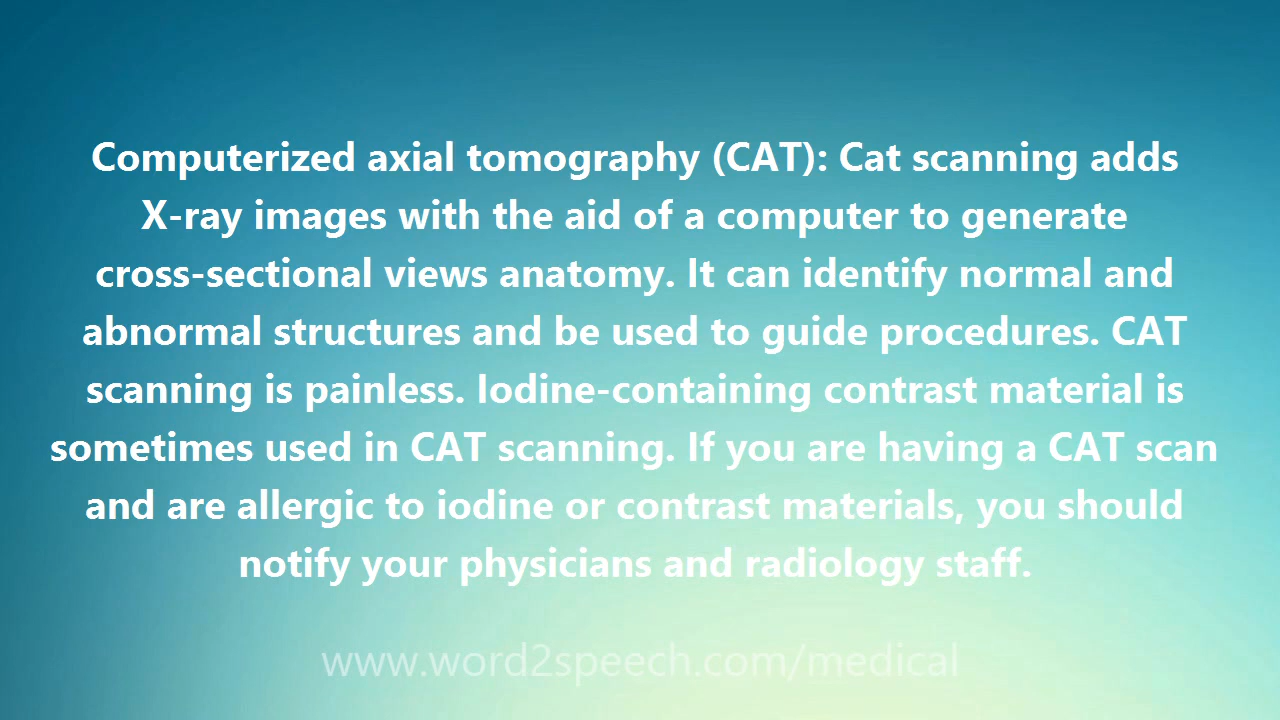 Computerized axial tomography (CAT): Cat scanning adds
X-ray images with the aid of a computer to generate
cross-sectional views anatomy. It can identify normal and
abnormal structures and be used to guide procedures. CAT
scanning is painless. Iodine-containing contrast material is
sometimes used in CAT scanning. If you are having a CAT scan
and are allergic to iodine or contrast materials, you should
notify your physicians and radiology staff.
www.word2speech.com/medical